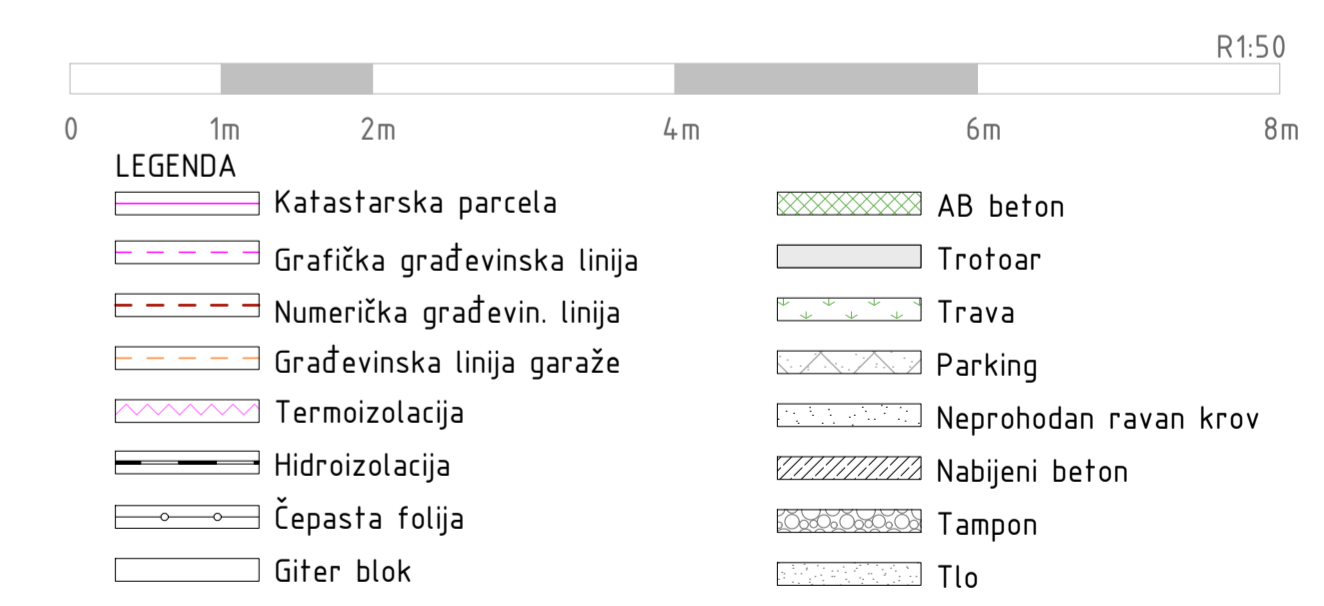 R1:50
0 1m 2m 4m 6m 8m
LEGENDA
Katastarska parcela
Grafička građevinska linija
Numerička građevin. linija
Građevinska linija garaže
Termoizolacija
Hidroizolacija
Čepasta folija
Giter blok
AB beton
Trotoar
Trava
Parking
Neprohodan ravan krov
Nabijeni beton
Tampon
Tlo